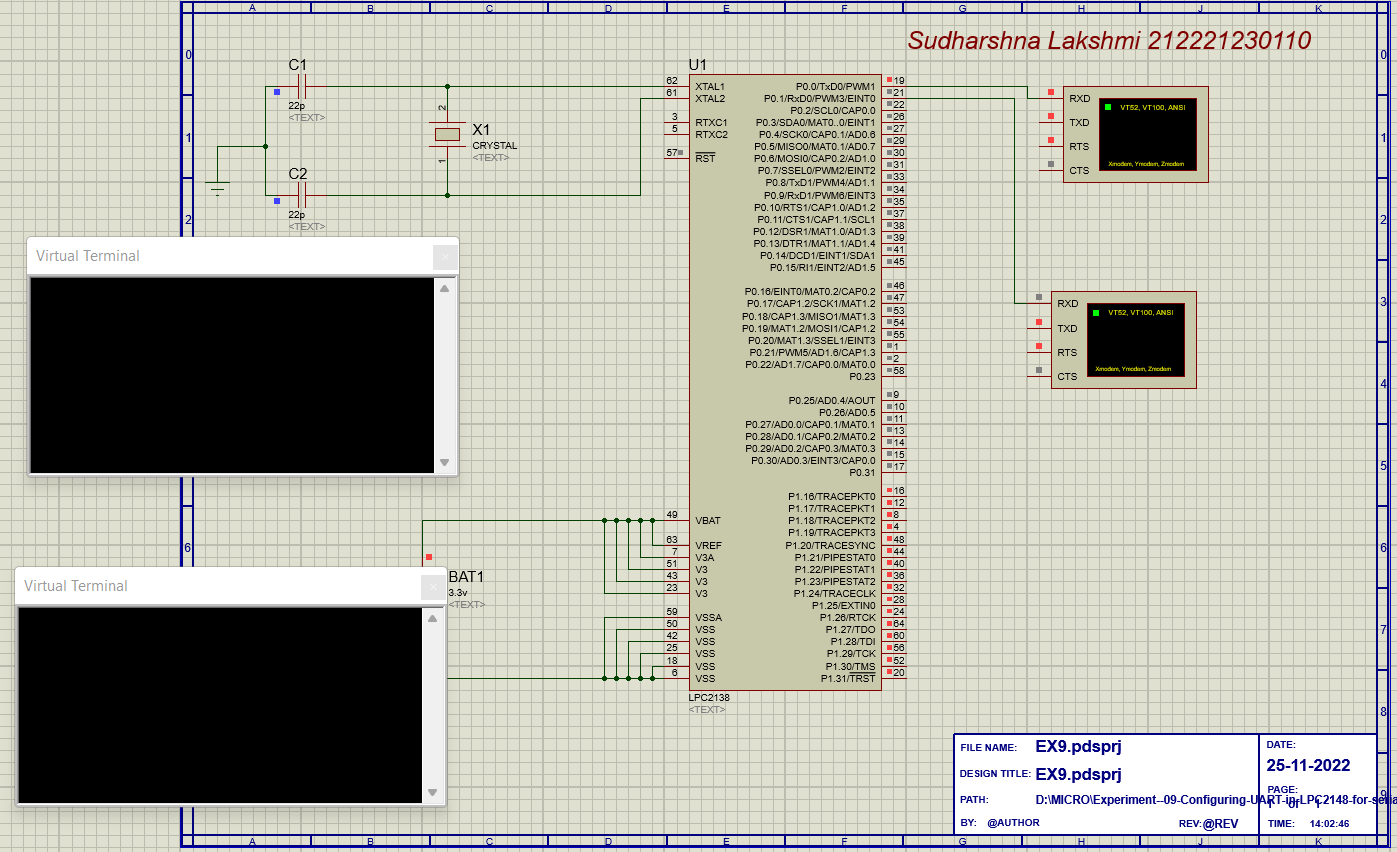 A B C D E F G H J K
Sudharshna Lakshmi 212221230110
0 0
C1
22p
<TEXT>
2
X1
CRYSTAL
<TEXT>
1
C2
22p
<TEXT>
1 1
2 2
3
4
5
6 6
7
8
9
U1
62 XTAL1
61 XTAL2
3 RTXC1
5 RTXC2
57 RST
49 VBAT
63 VREF
7 V3A
51 V3
43 V3
23 V3
59 VSSA
50 VSS
42 VSS
25 VSS
18 VSS
6 VSS
P0.0/TxD0/PWM1 19
P0.1/RxD0/PWM3/EINT0 21
P0.2/SCL0/CAP0.0 22
P0.3/SDA0/MAT0..0/EINT1 26
P0.4/SCK0/CAP0.1/AD0.6 27
P0.5/MISO0/MAT0.1/AD0.7 29
P0.6/MOSI0/CAP0.2/AD1.0 30
P0.7/SSEL0/PWM2/EINT2 31
P0.8/TxD1/PWM4/AD1.1 33
P0.9/RxD1/PWM6/EINT3 34
P0.10/RTS1/CAP1.0/AD1.2 35
P0.11/CTS1/CAP1.1/SCL1 37
P0.12/DSR1/MAT1.0/AD1.3 38
P0.13/DTR1/MAT1.1/AD1.4 39
P0.14/DCD1/EINT1/SDA1 41
P0.15/RI1/EINT2/AD1.5 45
P0.16/EINT0/MAT0.2/CAP0.2 46
P0.17/CAP1.2/SCK1/MAT1.2 47
P0.18/CAP1.3/MISO1/MAT1.3 53
P0.19/MAT1.2/MOSI1/CAP1.2 54
P0.20/MAT1.3/SSEL1/EINT3 55
P0.21/PWM5/AD1.6/CAP1.3 1
P0.22/AD1.7/CAP0.0/MAT0.0 2
P0.23 58
P0.25/AD0.4/AOUT 9
P0.26/AD0.5 10
P0.27/AD0.0/CAP0.1/MAT0.1 11
P0.28/AD0.1/CAP0.2/MAT0.2 13
P0.29/AD0.2/CAP0.3/MAT0.3 14
P0.30/AD0.3/EINT3/CAP0.0 15
P0.31 17
P1.16/TRACEPKT0 16
P1.17/TRACEPKT1 12
P1.18/TRACEPKT2 8
P1.19/TRACEPKT3 4
P1.20/TRACESYNC 48
P1.21/PIPESTAT0 44
P1.22/PIPESTAT1 40
P1.23/PIPESTAT2 36
P1.24/TRACECLK 32
P1.25/EXTIN0 28
P1.26/RTCK 24
P1.27/TDO 64
P1.28/TDI 60
P1.29/TCK 56
P1.30/TMS 52
P1.31/TRST 20
LPC2138
<TEXT>
RXD VT52, VT100, ANSI
TXD
RTS
CTS Xmodem, Ymodem, Zmodem
RXD VT52, VT100, ANSI
TXD
RTS
CTS Xmodem, Ymodem, Zmodem
Virtual Terminal
Virtual Terminal
BAT1
3.3v
<TEXT>
FILE NAME: EX9.pdsprj
DESIGN TITLE: EX9.pdsprj
PATH: D:\MICRO\Experiment--09-Configuring-UART-in-LPC2148-for-seria
BY: @AUTHOR REV:@REV
DATE:
25-11-2022
PAGE:
1 of 1
TIME: 14:02:46
A B C D E F G H J K